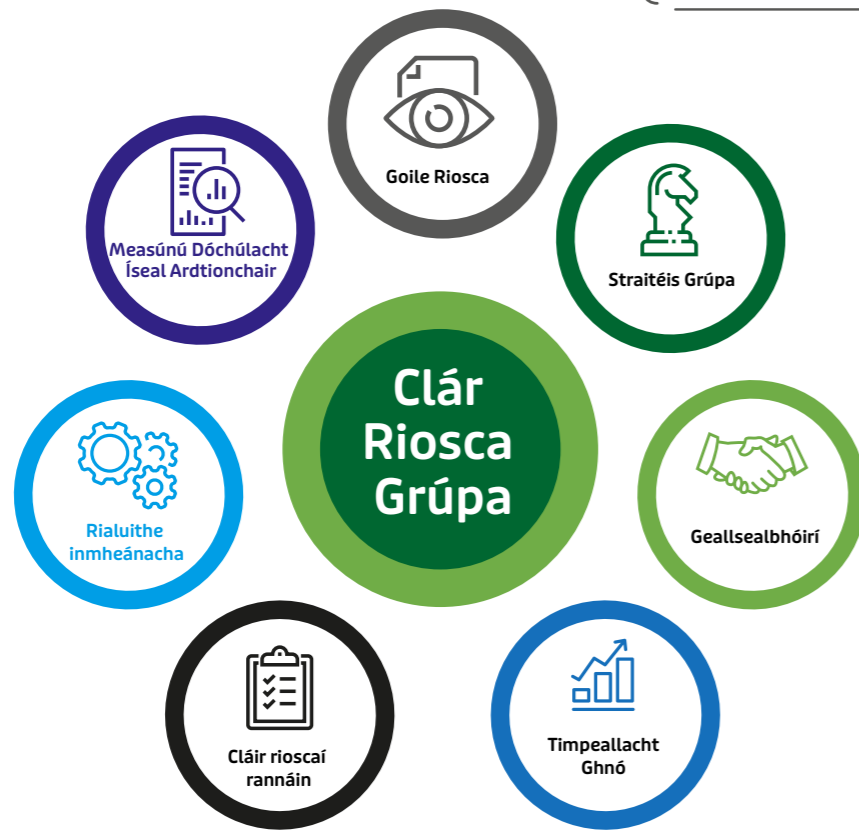 Goile Riosca
Measúnú Dóchúlacht
Íseal Ardtionchair
Straitéis Grúpa
Clár
Riosca
Grúpa
Rialuithe
inmheánacha
Geallsealbhóirí
Cláir rioscaí
rannáin
Timpeallacht
Ghnó